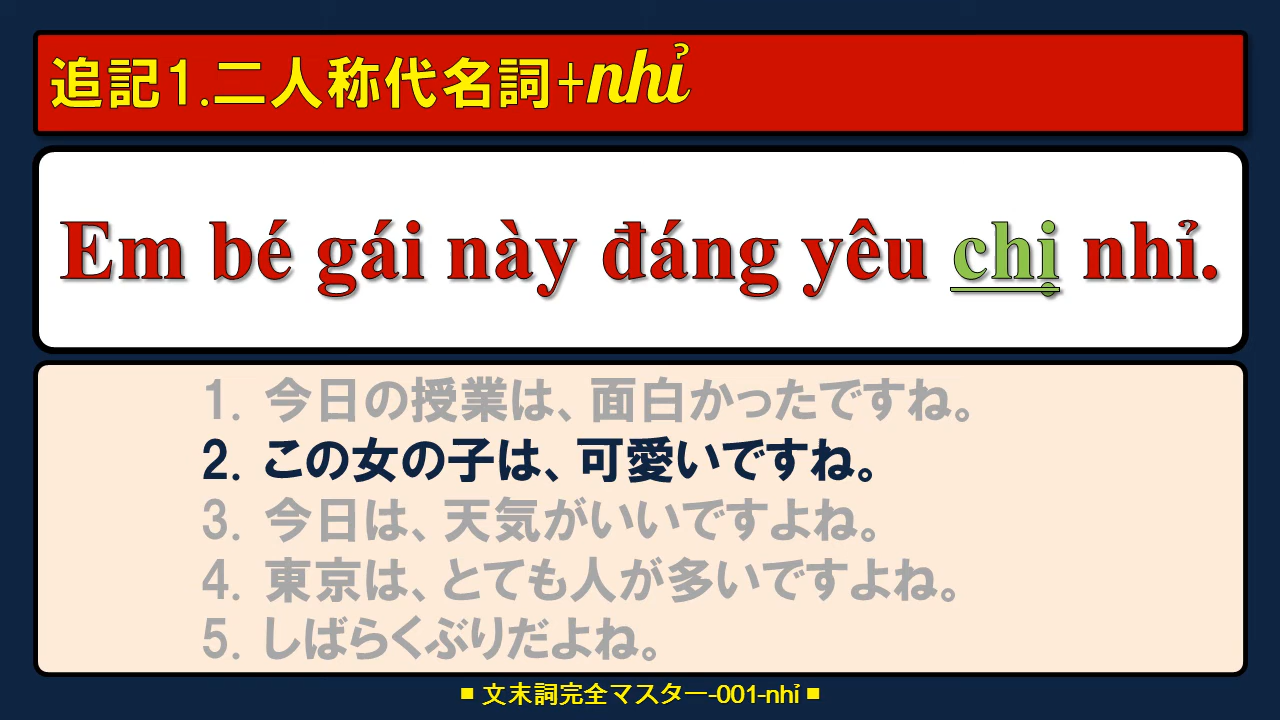 追記1.二人称代名詞+nhỉ
Em bé gái này đáng yêu chị nhỉ.
1. 今日の授業は、面白かったですね。
2. この女の子は、可愛いですね。
3. 今日は、天気がいいですよね。
4. 東京は、とても人が多いですよね。
5. しばらくぶりだよね。
■ 文末詞完全マスター-001-nhỉ ■